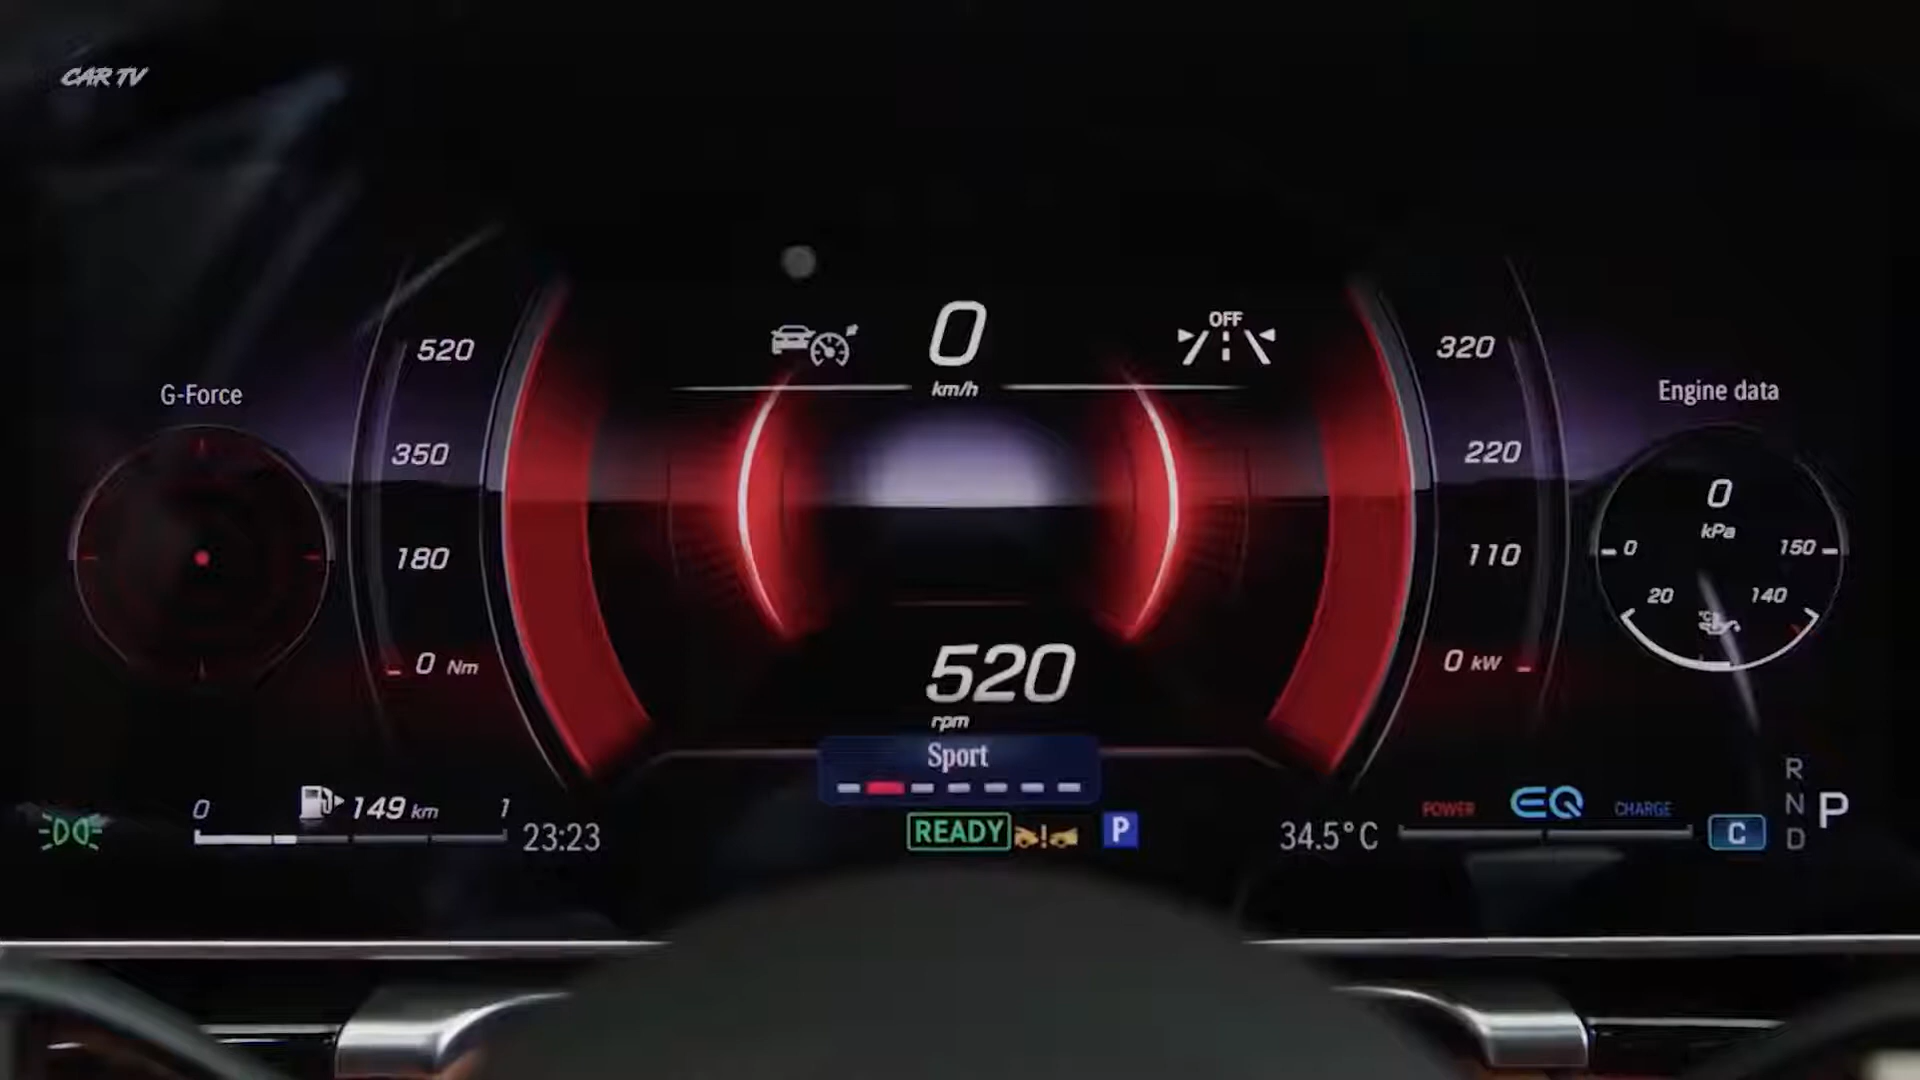 CAR TV
OFF
0
km/h
520
350
180
0 Nm
G-Force
320
220
110
0 kW
Engine data
0
kPa
0 150
20 140
°C
520
rpm
Sport
0 1
149 km
23:23
READY
P
34.5°C
POWER EQ CHARGE
C
R
N
D
P